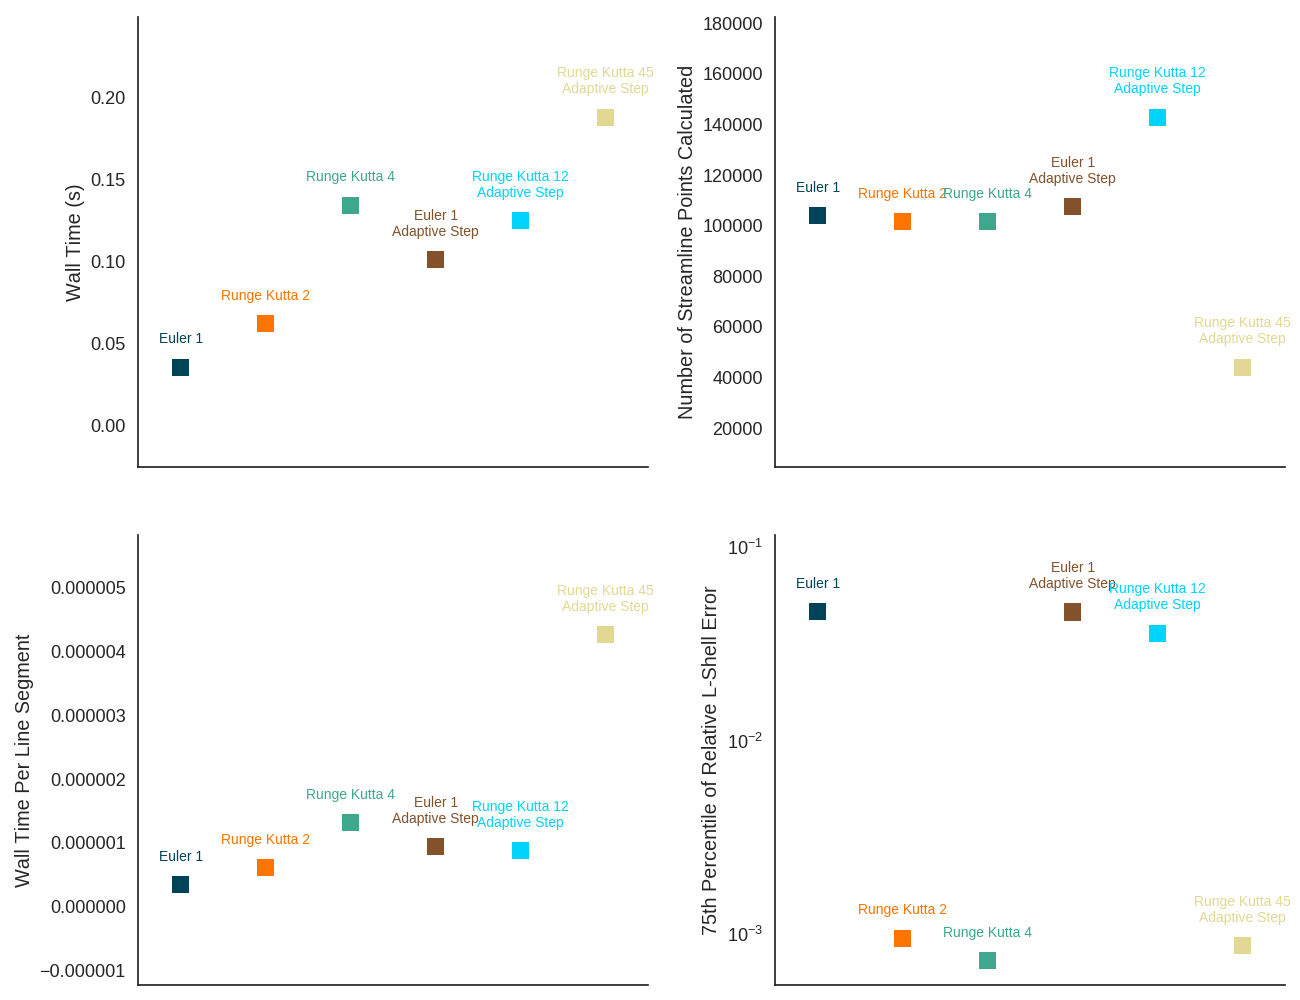 Wall Time (s)
0.20
0.15
0.10
0.05
0.00
Runge Kutta 45
Adaptive Step
Runge Kutta 4
Runge Kutta 12
Adaptive Step
Euler 1
Adaptive Step
Runge Kutta 2
Euler 1
Number of Streamline Points Calculated
180000
160000
140000
120000
100000
80000
60000
40000
20000
Runge Kutta 12
Adaptive Step
Euler 1
Adaptive Step
Euler 1
Runge Kutta 2
Runge Kutta 4
Runge Kutta 45
Adaptive Step
Wall Time Per Line Segment
0.000005
0.000004
0.000003
0.000002
0.000001
0.000000
−0.000001
Runge Kutta 45
Adaptive Step
Runge Kutta 4
Euler 1
Adaptive Step
Runge Kutta 12
Adaptive Step
Runge Kutta 2
Euler 1
75th Percentile of Relative L-Shell Error
10⁻¹
10⁻²
10⁻³
Euler 1
Euler 1
Adaptive Step
Runge Kutta 12
Adaptive Step
Runge Kutta 2
Runge Kutta 4
Runge Kutta 45
Adaptive Step